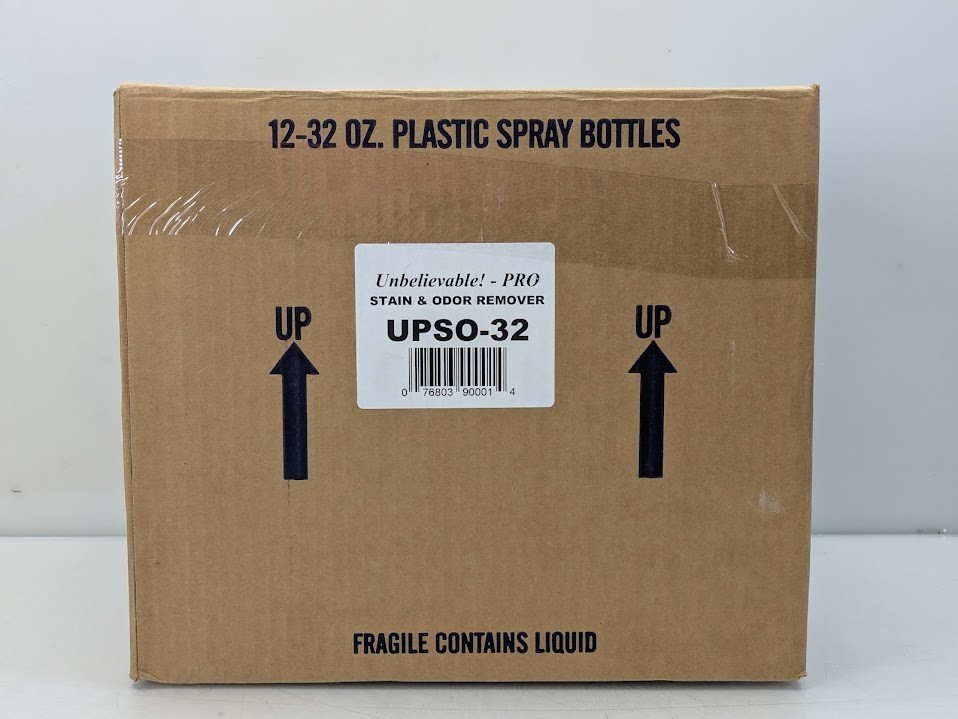 12-32 OZ. PLASTIC SPRAY BOTTLES
Unbelievable! - PRO
STAIN & ODOR REMOVER
UPSO-32
0 76803 90001 4
UP
UP
FRAGILE CONTAINS LIQUID